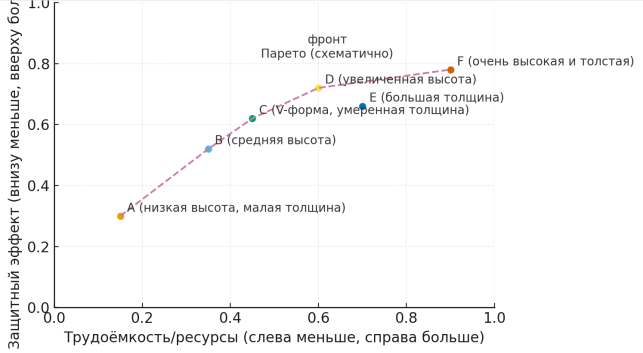 Защитный эффект (внизу меньше, вверху
1.0
0.8
0.6
0.4
0.2
0.0
фронт
Парето (схематично)
F (очень высокая и толстая)
D (увеличенная высота)
E (большая толщина)
C (V-форма, умеренная толщина)
B (средняя высота)
A (низкая высота, малая толщина)
0.0 0.2 0.4 0.6 0.8 1.0
Трудоёмкость/ресурсы (слева меньше, справа больше)